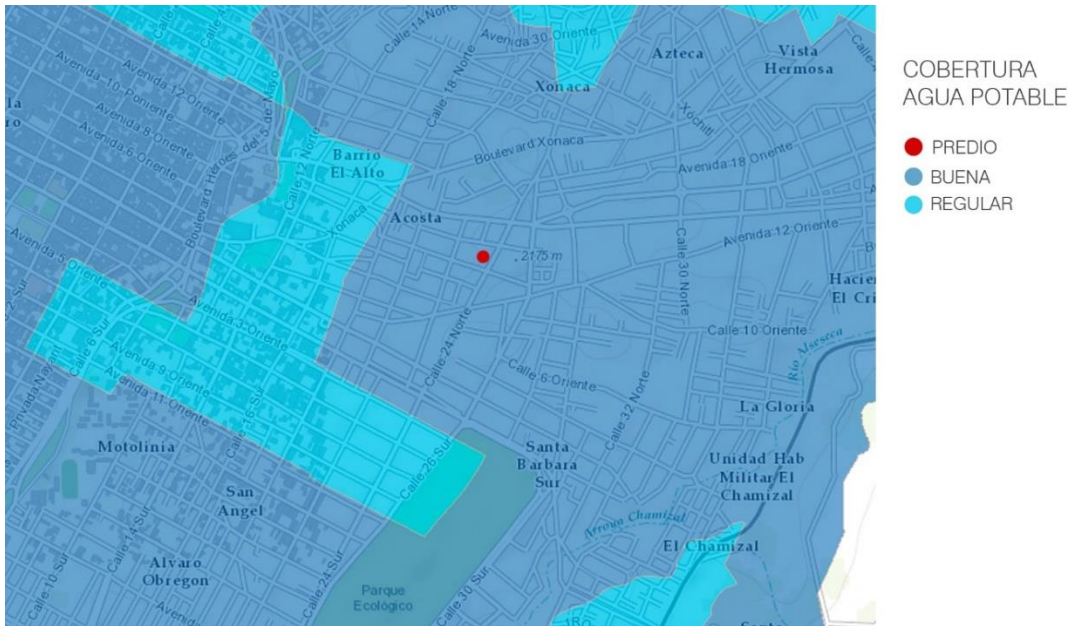 Calle 14 Norte
Avenida 30 Oriente
Azteca
Vista
Hermosa
Xonaca
Calle 18 Norte
Xochitl
Avenida 10 Poniente
Avenida 12 Oriente
Avenida 8 Oriente
Avenida 6 Oriente
Boulevard Héroes del 5 de Mayo
Calle 12 Norte
Barrio
El Alto
Boulevard Xonaca
Avenida 18 Oriente
Xonaca
Acosta
2175 m
Avenida 12 Oriente
Calle 30 Norte
Avenida 5 Oriente
Avenida 3 Oriente
Calle 6 Sur
Calle 24 Norte
Calle 10 Oriente
Río Alseseca
Avenida 9 Oriente
Avenida 11 Oriente
Calle 16 Sur
Calle 6 Oriente
Calle 32 Norte
La Gloria
Motolinia
Calle 26 Sur
Santa
Barbara
Sur
Unidad Hab
Militar El
Chamizal
San
Angel
Calle 14 Sur
Arroyo Chamizal
El Chamizal
Alvaro
Obregon
Calle 10 Sur
Calle 24 Sur
Parque
Ecológico
Calle 30 Sur
Avenida
COBERTURA
AGUA POTABLE
PREDIO
BUENA
REGULAR